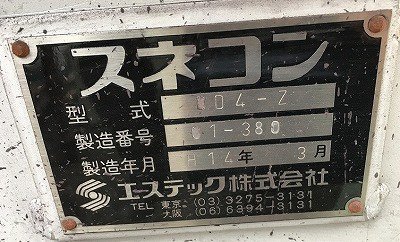 スネコン
型式 304-Z
製造番号 01-380
製造年月 H14年 3月
エステック株式会社
TEL 東京 (03) 3275-3131
大阪 (06) 6394-3131